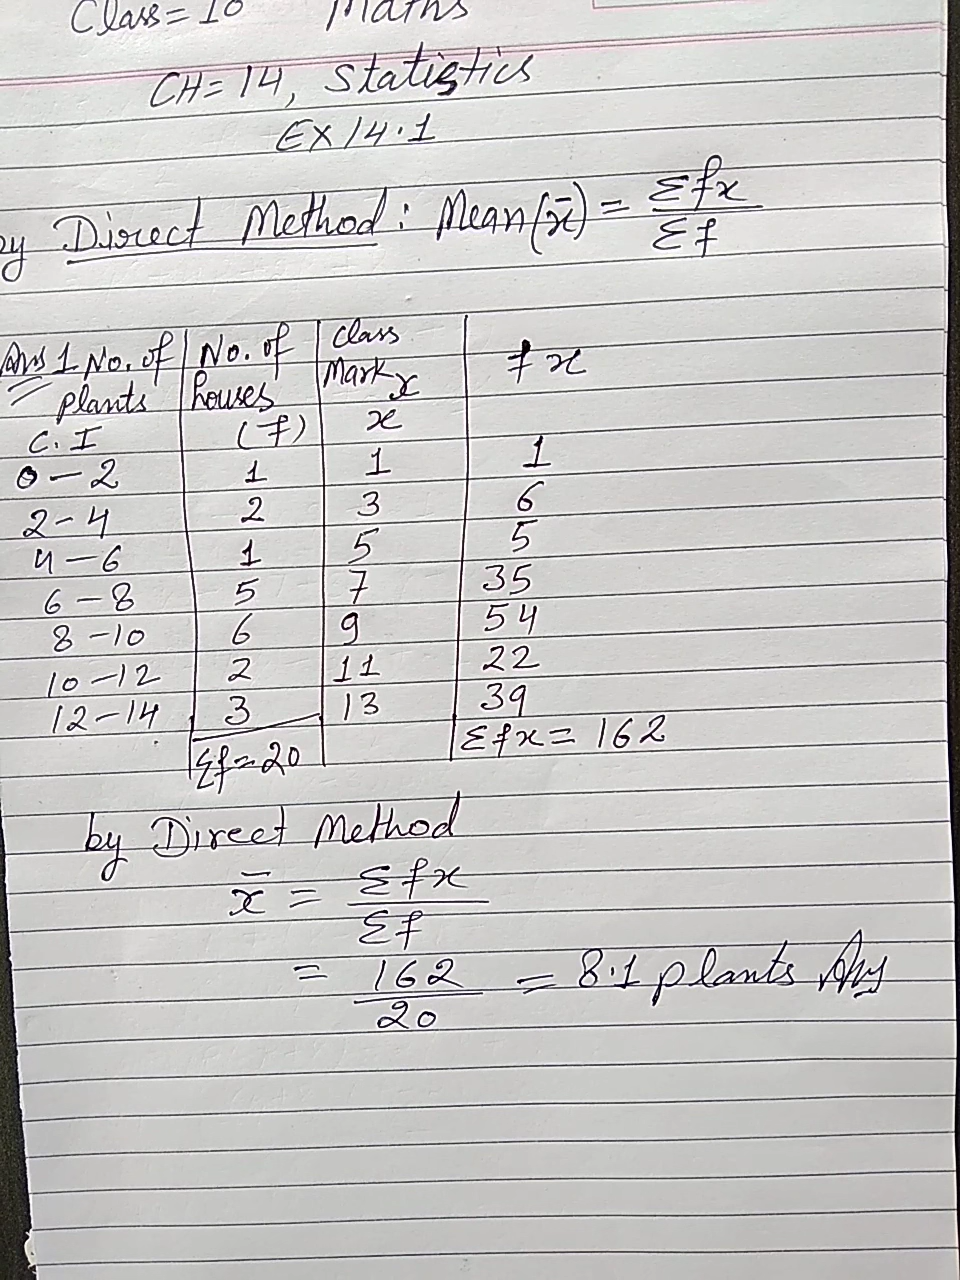 Class = 10 Maths
CH = 14, Statistics
EX 14.1
by Direct Method : Mean (x̄) = Σfx / Σf
Ans 1 No. of plants C.I | No. of houses (f) | Class Mark x x | fx
0 - 2 | 1 | 1 | 1
2 - 4 | 2 | 3 | 6
4 - 6 | 1 | 5 | 5
6 - 8 | 5 | 7 | 35
8 - 10 | 6 | 9 | 54
10 - 12 | 2 | 11 | 22
12 - 14 | 3 | 13 | 39
Σf = 20 | Σfx = 162
by Direct Method
x̄ = Σfx / Σf
= 162 / 20 = 8.1 plants Ans